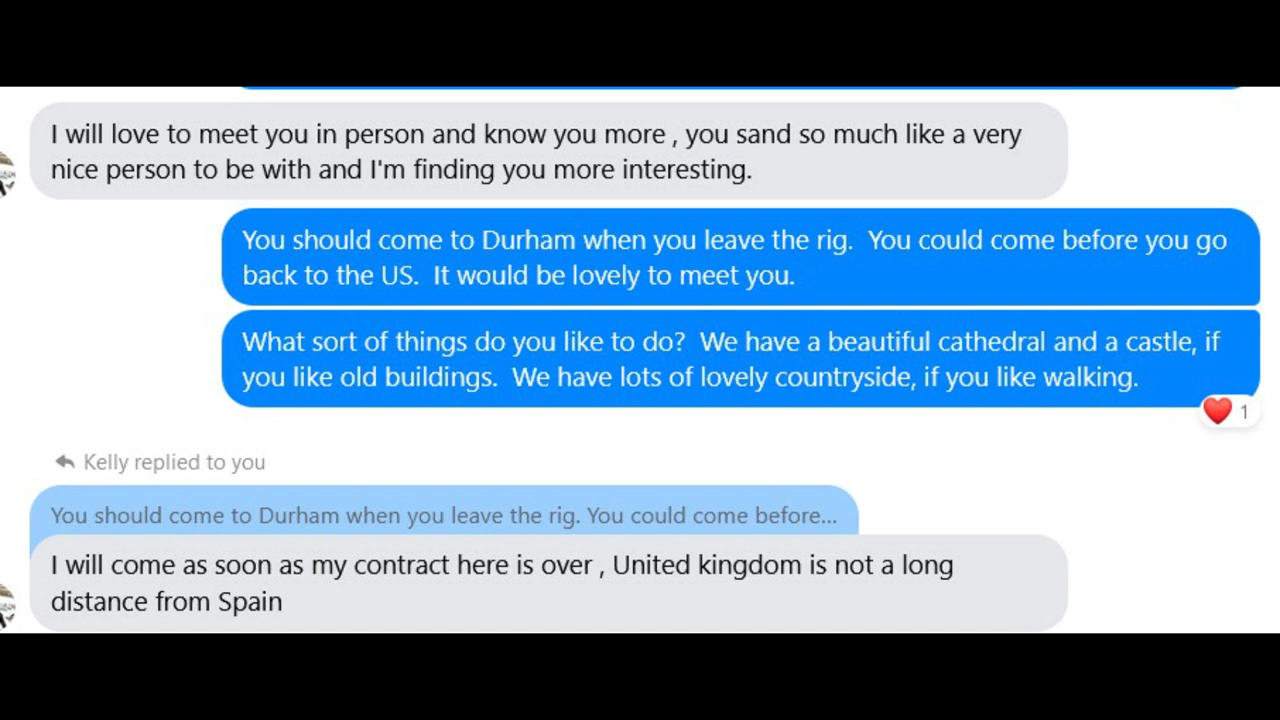 I will love to meet you in person and know you more , you sand so much like a very
nice person to be with and I'm finding you more interesting.
You should come to Durham when you leave the rig.  You could come before you go
back to the US.  It would be lovely to meet you.
What sort of things do you like to do?  We have a beautiful cathedral and a castle, if
you like old buildings.  We have lots of lovely countryside, if you like walking.
1
Kelly replied to you
You should come to Durham when you leave the rig. You could come before...
I will come as soon as my contract here is over , United kingdom is not a long
distance from Spain